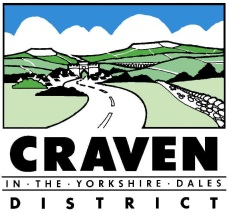 CRAVEN
IN · THE · YORKSHIRE · DALES
DISTRICT